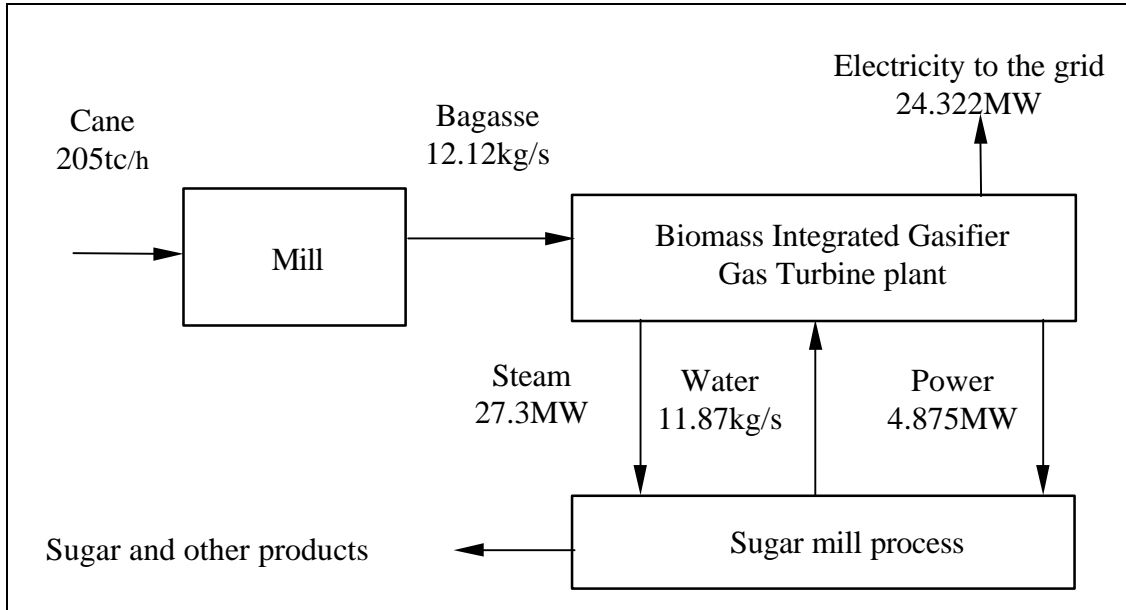 Electricity to the grid
24.322MW
Cane
205tc/h
Bagasse
12.12kg/s
Mill
Biomass Integrated Gasifier
Gas Turbine plant
Steam
27.3MW
Water
11.87kg/s
Power
4.875MW
Sugar and other products
Sugar mill process